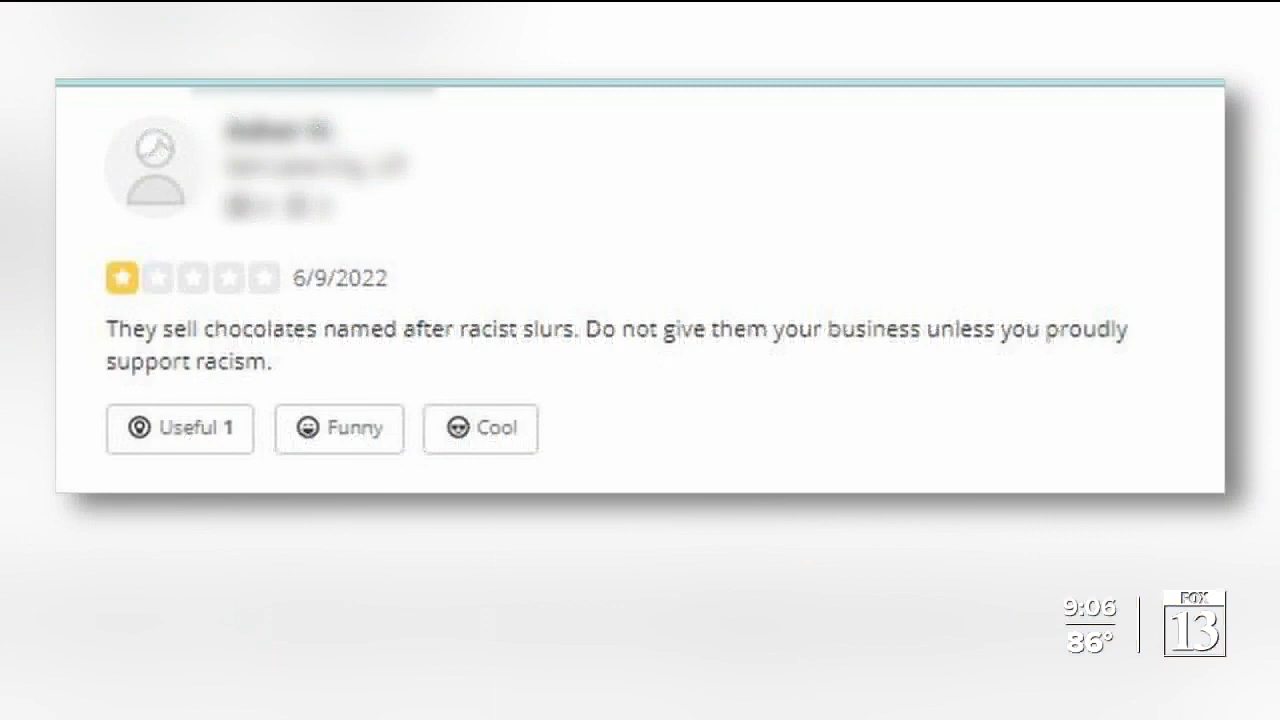 6/9/2022
They sell chocolates named after racist slurs. Do not give them your business unless you proudly
support racism.
Useful 1
Funny
Cool
9:06
86°
FOX
13